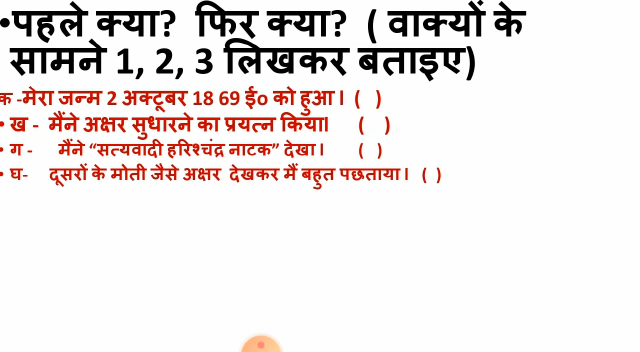 •पहले क्या? फिर क्या? ( वाक्यों के
सामने 1, 2, 3 लिखकर बताइए)
क -मेरा जन्म 2 अक्टूबर 18 69 ई० को हुआ। ( )
• ख - मैंने अक्षर सुधारने का प्रयत्न किया। ( )
• ग - मैंने “सत्यवादी हरिश्चंद्र नाटक” देखा। ( )
• घ- दूसरों के मोती जैसे अक्षर देखकर मैं बहुत पछताया। ( )